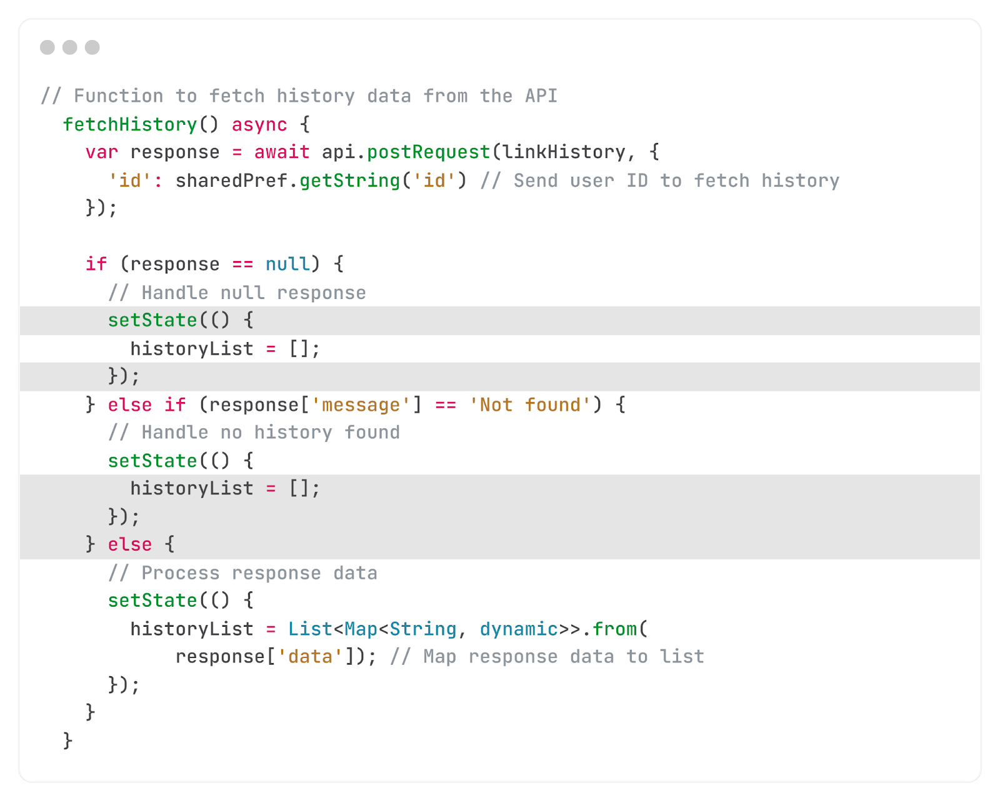 // Function to fetch history data from the API
  fetchHistory() async {
    var response = await api.postRequest(linkHistory, {
      'id': sharedPref.getString('id') // Send user ID to fetch history
    });

    if (response == null) {
      // Handle null response
      setState(() {
        historyList = [];
      });
    } else if (response['message'] == 'Not found') {
      // Handle no history found
      setState(() {
        historyList = [];
      });
    } else {
      // Process response data
      setState(() {
        historyList = List<Map<String, dynamic>>.from(
            response['data']); // Map response data to list
      });
    }
  }